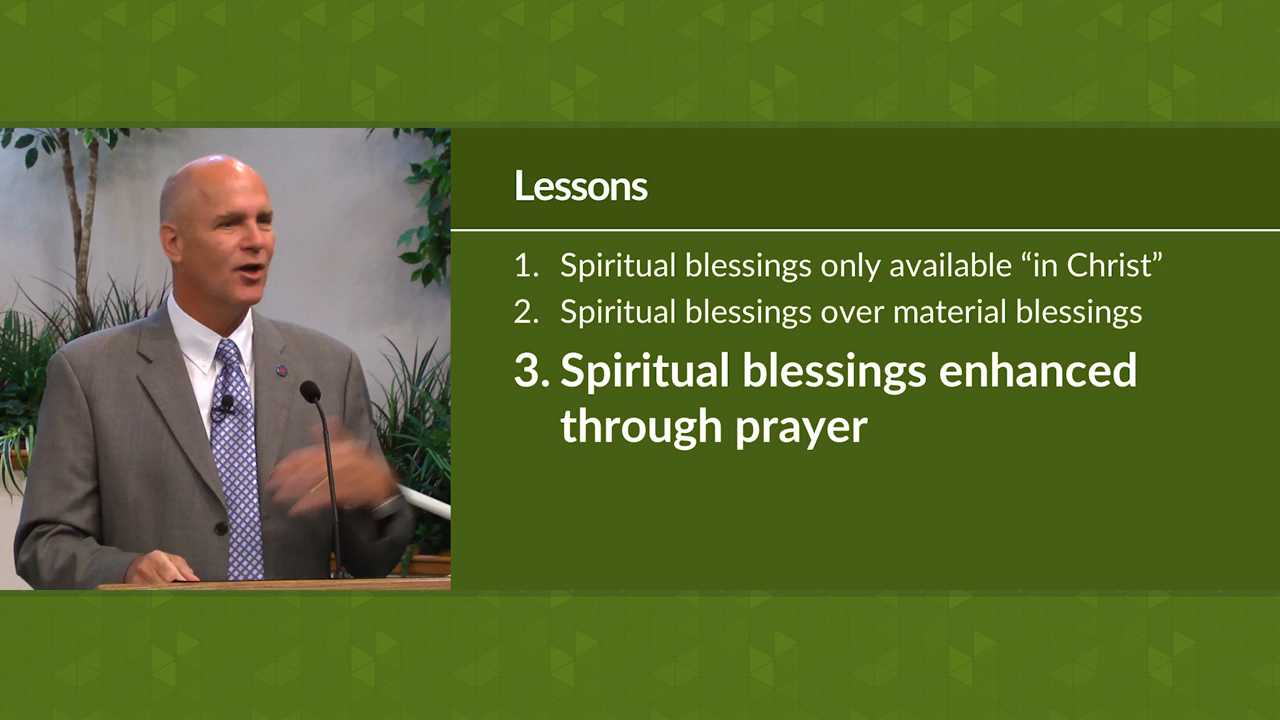 Lessons
1. Spiritual blessings only available “in Christ”
2. Spiritual blessings over material blessings
3. Spiritual blessings enhanced
through prayer